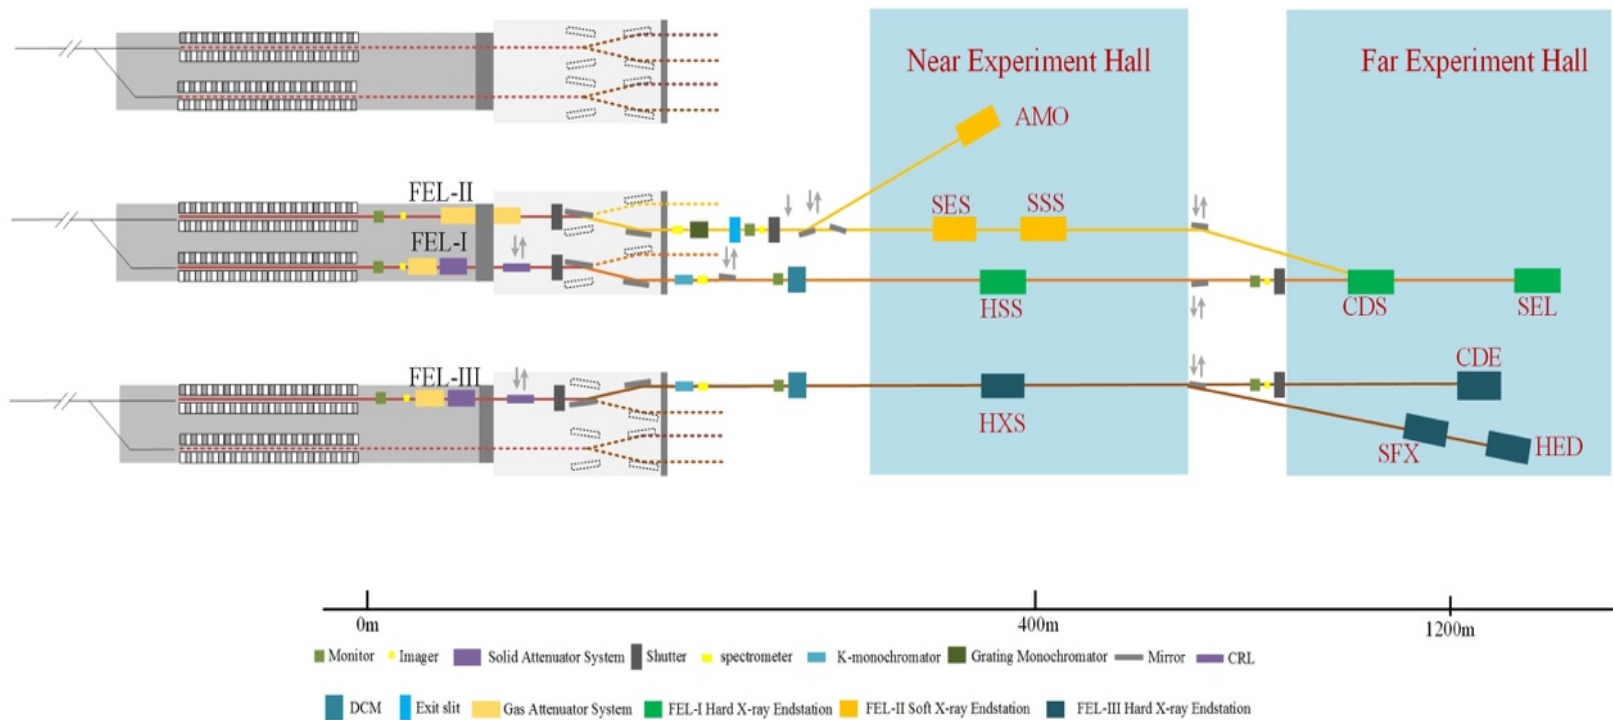 Near Experiment Hall
Far Experiment Hall
AMO
FEL-II
SES
SSS
FEL-I
HSS
CDS
SEL
FEL-III
CDE
HXS
SFX
HED
0m
400m
1200m
Monitor
Imager
Solid Attenuator System
Shutter
spectrometer
K-monochromator
Grating Monochromator
Mirror
CRL
DCM
Exit slit
Gas Attenuator System
FEL-I Hard X-ray Endstation
FEL-II Soft X-ray Endstation
FEL-III Hard X-ray Endstation